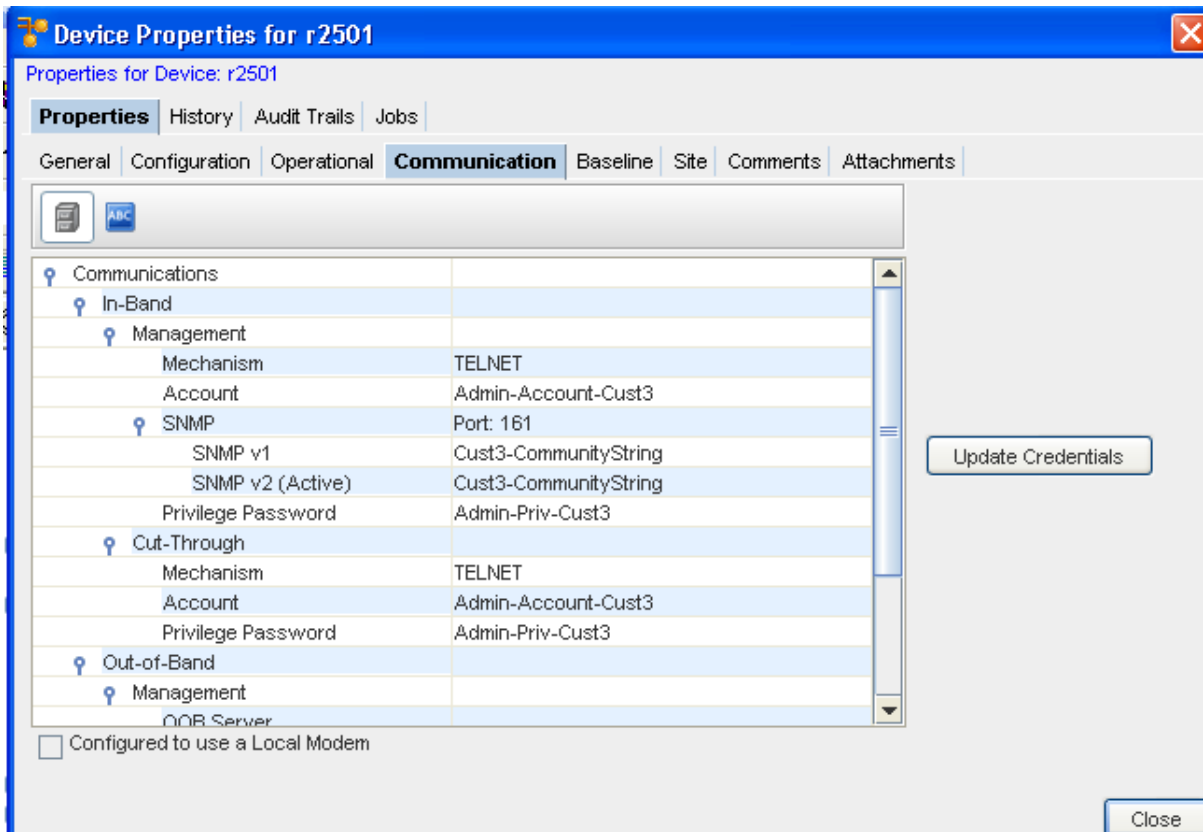 Device Properties for r2501
Properties for Device: r2501
Properties History Audit Trails Jobs
General Configuration Operational Communication Baseline Site Comments Attachments
ABC
Communications
In-Band
Management
Mechanism TELNET
Account Admin-Account-Cust3
SNMP Port: 161
SNMP v1 Cust3-CommunityString
SNMP v2 (Active) Cust3-CommunityString
Privilege Password Admin-Priv-Cust3
Cut-Through
Mechanism TELNET
Account Admin-Account-Cust3
Privilege Password Admin-Priv-Cust3
Out-of-Band
Management
OOB Server
Update Credentials
Configured to use a Local Modem
Close